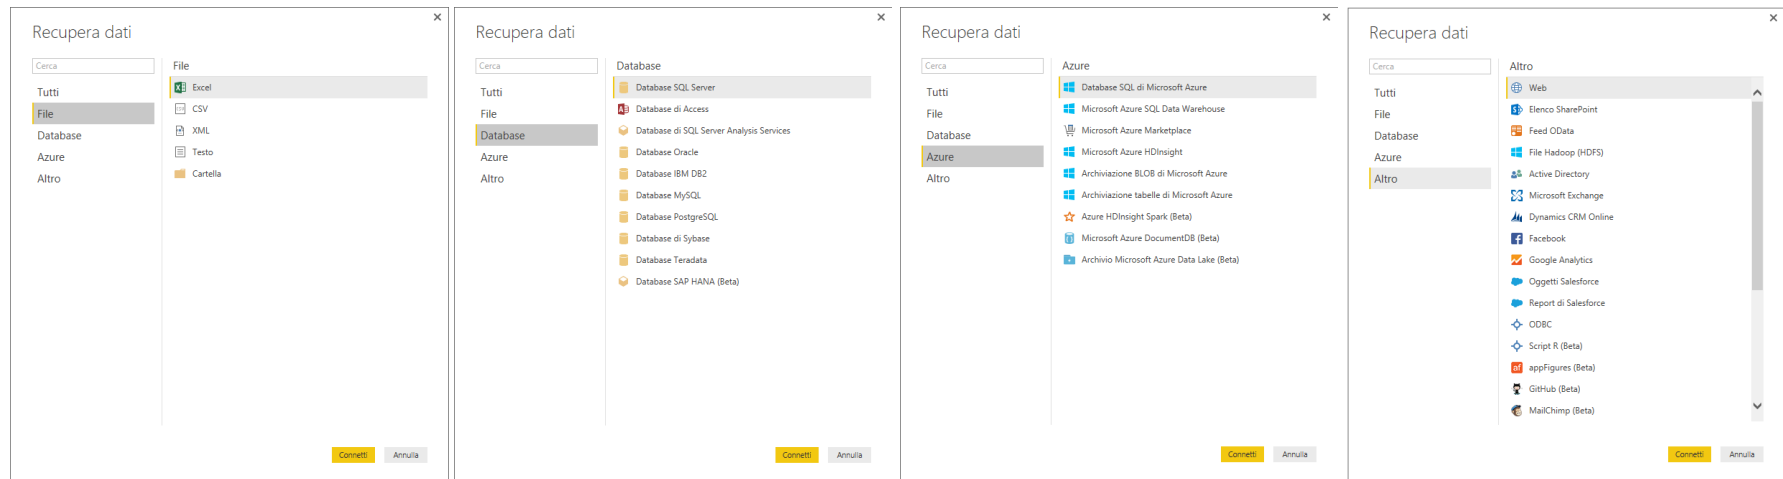 Recupera dati
Cerca
Tutti
File
Database
Azure
Altro
File
Excel
CSV
XML
Testo
Cartella
Connetti
Annulla
Recupera dati
Cerca
Tutti
File
Database
Azure
Altro
Database
Database SQL Server
Database di Access
Database di SQL Server Analysis Services
Database Oracle
Database IBM DB2
Database MySQL
Database PostgreSQL
Database di Sybase
Database Teradata
Database SAP HANA (Beta)
Connetti
Annulla
Recupera dati
Cerca
Tutti
File
Database
Azure
Altro
Azure
Database SQL di Microsoft Azure
Microsoft Azure SQL Data Warehouse
Microsoft Azure Marketplace
Microsoft Azure HDInsight
Archiviazione BLOB di Microsoft Azure
Archiviazione tabelle di Microsoft Azure
Azure HDInsight Spark (Beta)
Microsoft Azure DocumentDB (Beta)
Archivio Microsoft Azure Data Lake (Beta)
Connetti
Annulla
Recupera dati
Cerca
Tutti
File
Database
Azure
Altro
Altro
Web
Elenco SharePoint
Feed OData
File Hadoop (HDFS)
Active Directory
Microsoft Exchange
Dynamics CRM Online
Facebook
Google Analytics
Oggetti Salesforce
Report di Salesforce
ODBC
Script R (Beta)
appFigures (Beta)
GitHub (Beta)
MailChimp (Beta)
Connetti
Annulla